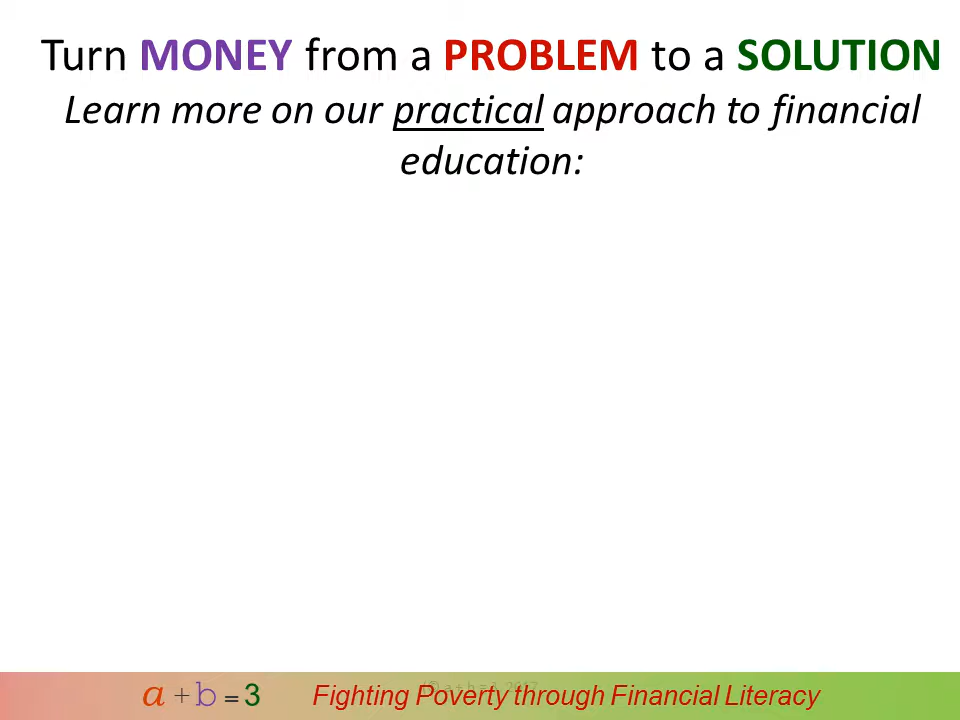 Turn MONEY from a PROBLEM to a SOLUTION
Learn more on our practical approach to financial
education:
a + b = 3 Fighting Poverty through Financial Literacy